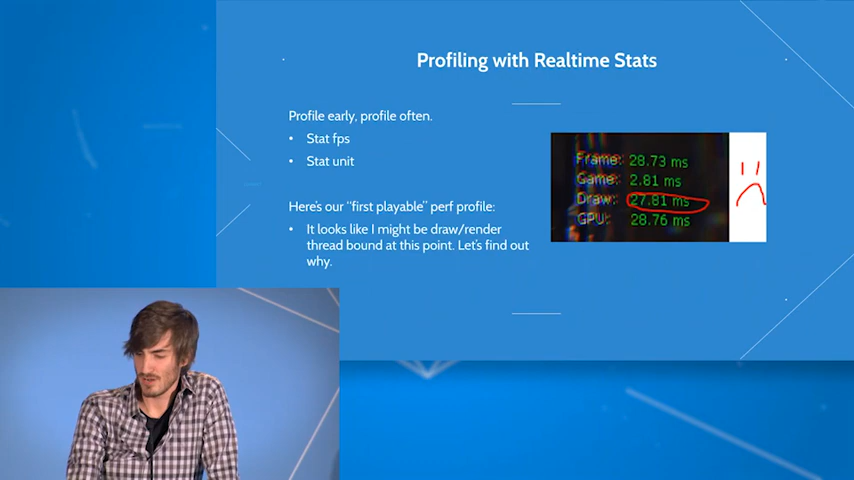 Profiling with Realtime Stats
Profile early, profile often.
• Stat fps
• Stat unit
Here's our "first playable" perf profile:
• It looks like I might be draw/render
thread bound at this point. Let's find out
why.
Frame: 28.73 ms
Game: 2.81 ms
Draw: 27.81 ms
GPU: 28.76 ms